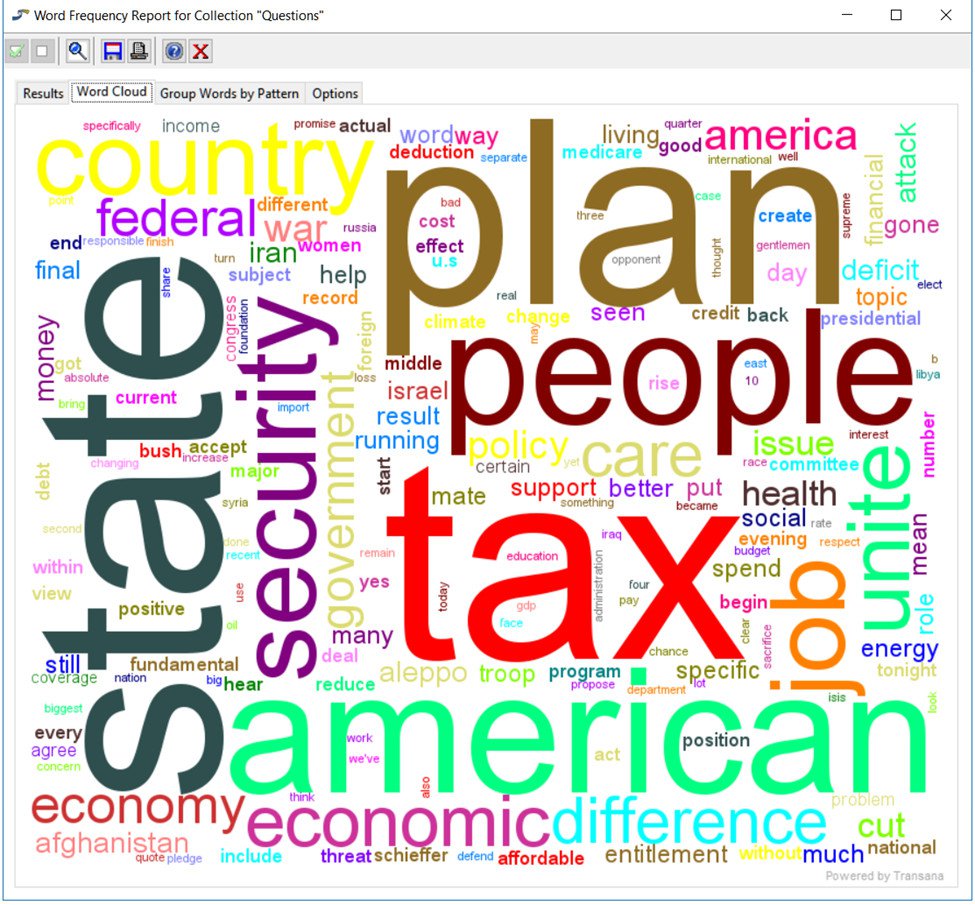 Word Frequency Report for Collection "Questions"
Results Word Cloud Group Words by Pattern Options
specifically income promise actual word way living quarter good america attack
country plan deduction separate medicare international well financial gone
point federal different war russia women bad cost effect u.s three case create supreme
end responsible finish iran turn subject help opponent thought gentlemen day deficit elect
final share record real topic
state security congress foundation foreign climate change may seen credit back presidential
money got absolute bring current loss middle israel people rise east 10 b libya
import government result running policy yet care issue interest number
bush accept increase changing major start certain race committee unite
debt syria mate support something better put became health mean
second done recent social rate evening respect
within view use remain yes tax iraq education budget spend
positive oil today gdp face administration four pay begin job role
many chance clear sacrifice energy
still coverage nation fundamental big hear deal reduce aleppo troop program propose department lot specific isis tonight look
biggest every agree concern american work we've act position
economy think also economic difference problem cut
afghanistan quote pledge include threat schieffer defend affordable entitlement without much national
Powered by Transana